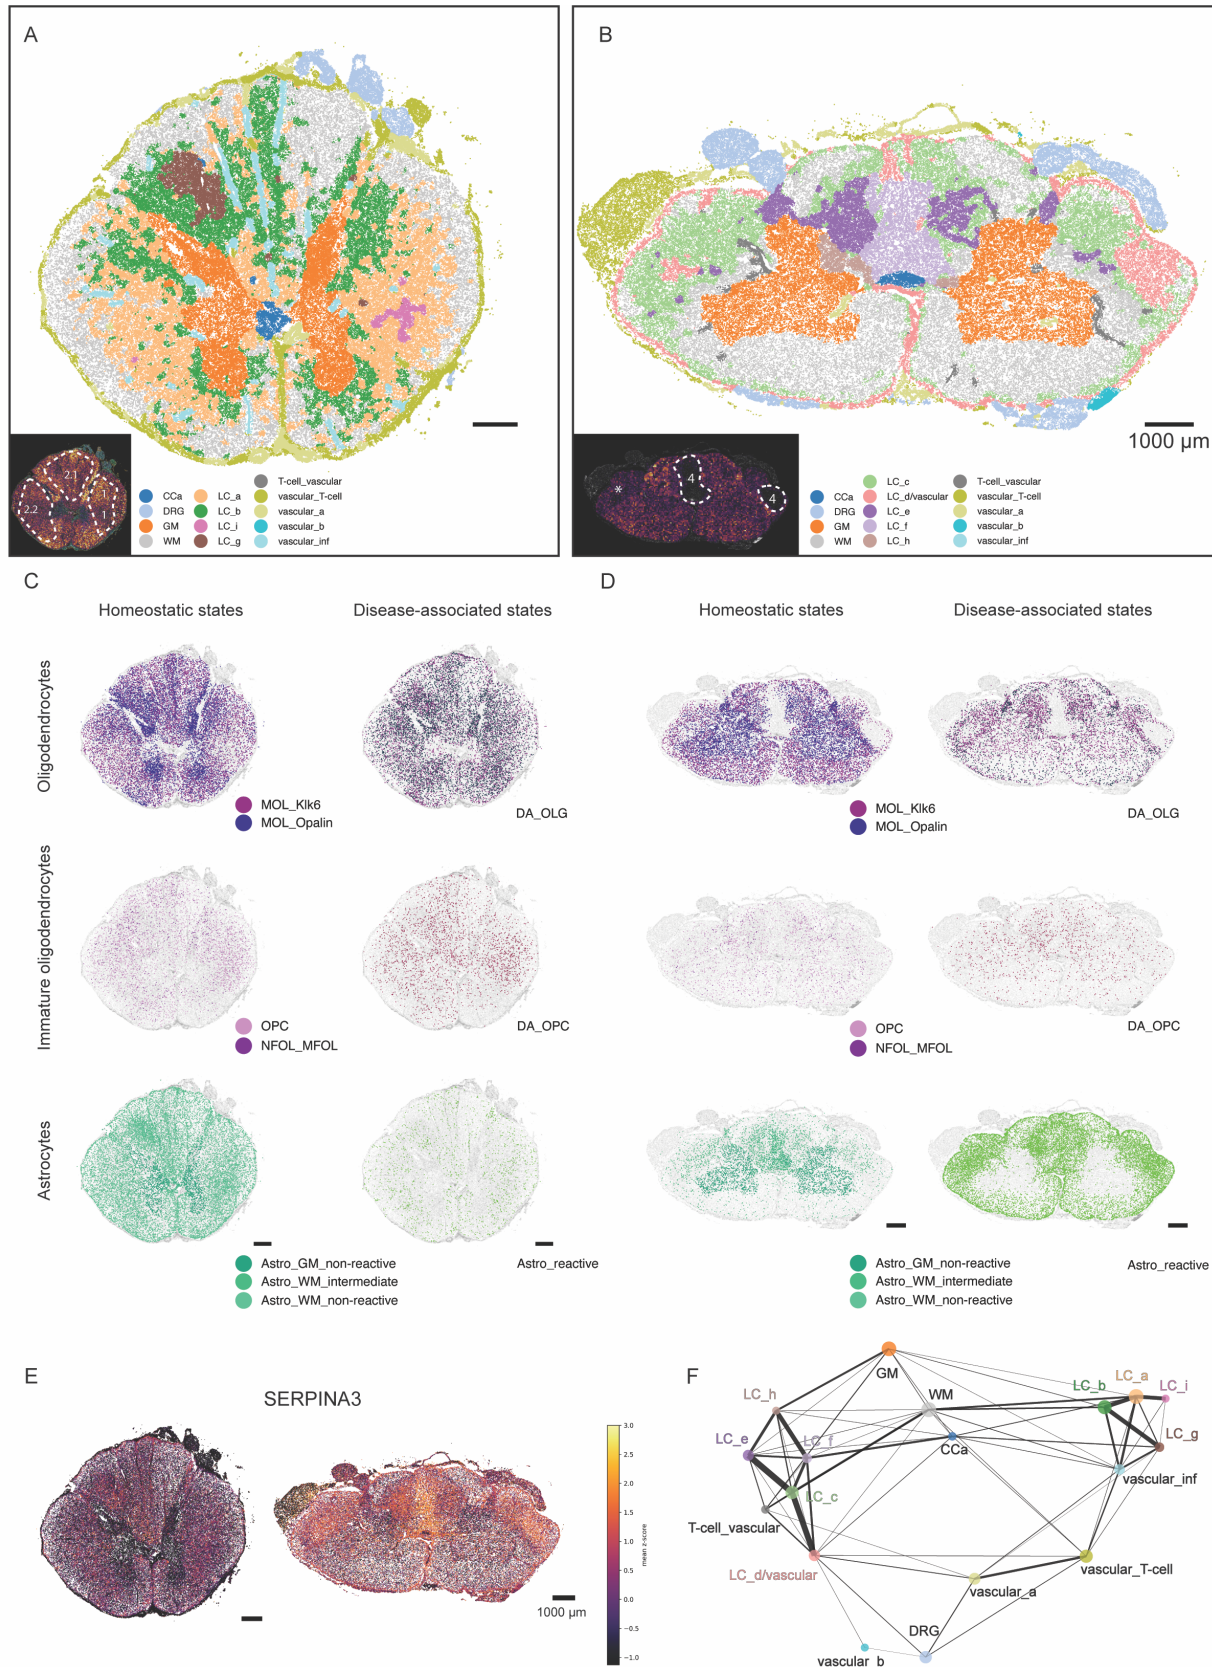 A
B
2.1
1
2.2
1
T-cell_vascular
CCa
LC_a
vascular_T-cell
DRG
LC_b
vascular_a
GM
LC_i
vascular_b
WM
LC_g
vascular_inf
1000 µm
*
4
4
LC_c
T-cell_vascular
CCa
LC_d/vascular
vascular_T-cell
DRG
LC_e
vascular_a
GM
LC_f
vascular_b
WM
LC_h
vascular_inf
C
D
Homeostatic states
Disease-associated states
Homeostatic states
Disease-associated states
Oligodendrocytes
MOL_Klk6
MOL_Opalin
DA_OLG
MOL_Klk6
MOL_Opalin
DA_OLG
Immature oligodendrocytes
OPC
NFOL_MFOL
DA_OPC
OPC
NFOL_MFOL
DA_OPC
Astrocytes
Astro_GM_non-reactive
Astro_WM_intermediate
Astro_WM_non-reactive
Astro_reactive
Astro_GM_non-reactive
Astro_WM_intermediate
Astro_WM_non-reactive
Astro_reactive
E
SERPINA3
3.0
2.5
2.0
1.5
1.0
0.5
0.0
−0.5
−1.0
mean z-score
1000 µm
F
GM
WM
LC_h
LC_e
LC_f
LC_c
CCa
T-cell_vascular
LC_d/vascular
LC_b
LC_a
LC_i
LC_g
vascular_inf
vascular_T-cell
vascular_a
DRG
vascular_b